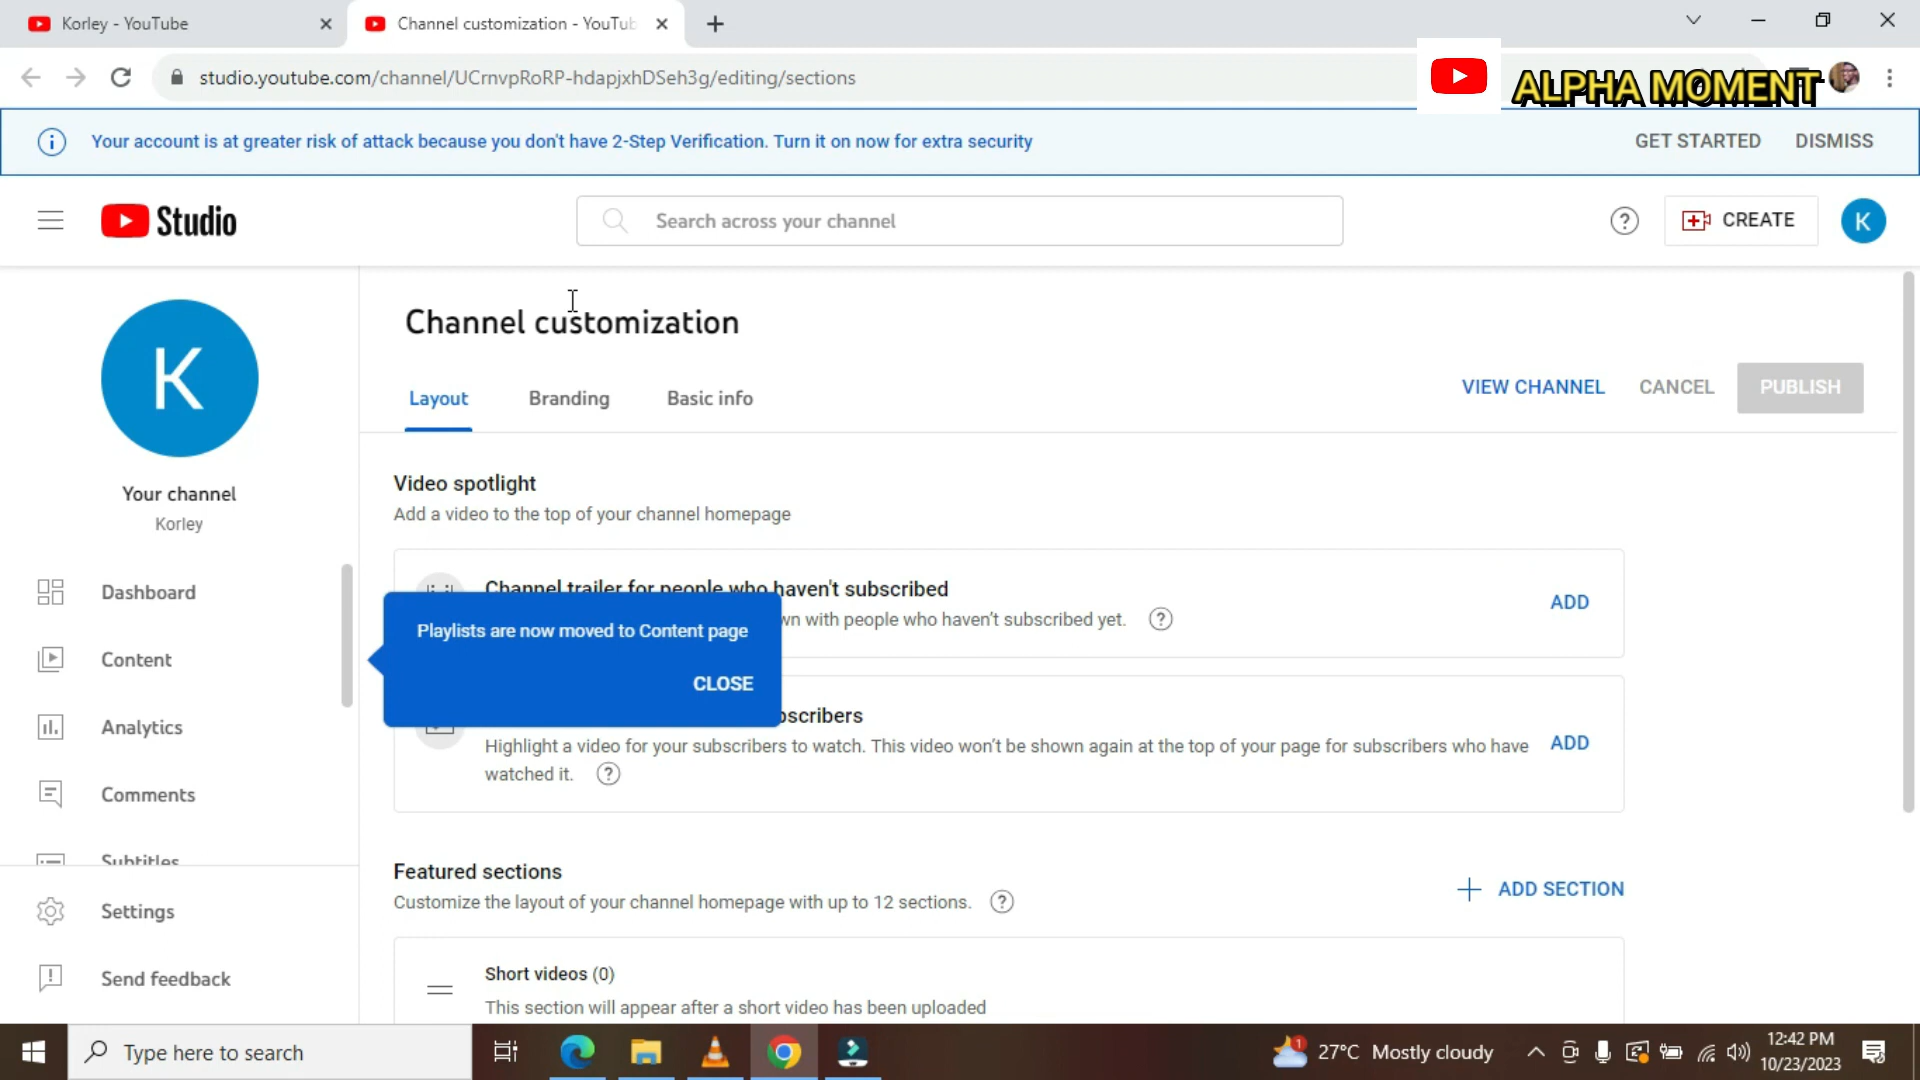 Korley - YouTube
Channel customization - YouTub
studio.youtube.com/channel/UCrnvpRoRP-hdapjxhDSeh3g/editing/sections
ALPHA MOMENT
Your account is at greater risk of attack because you don't have 2-Step Verification. Turn it on now for extra security
GET STARTED
DISMISS
Studio
Search across your channel
CREATE
K
K
Your channel
Korley
Dashboard
Content
Analytics
Comments
Subtitles
Settings
Send feedback
Channel customization
Layout
Branding
Basic info
VIEW CHANNEL
CANCEL
PUBLISH
Video spotlight
Add a video to the top of your channel homepage
Channel trailer for people who haven't subscribed
wn with people who haven't subscribed yet.
ADD
Playlists are now moved to Content page
CLOSE
bscribers
Highlight a video for your subscribers to watch. This video won't be shown again at the top of your page for subscribers who have
watched it.
ADD
Featured sections
Customize the layout of your channel homepage with up to 12 sections.
ADD SECTION
Short videos (0)
This section will appear after a short video has been uploaded
Type here to search
1
27°C Mostly cloudy
12:42 PM
10/23/2023